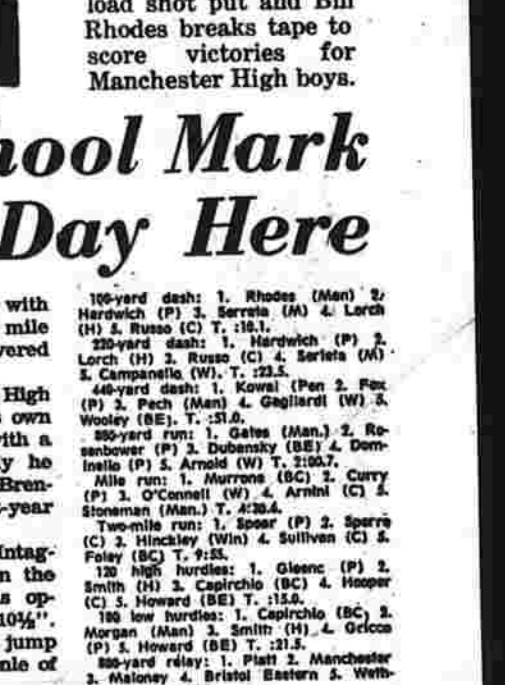 load shot put and Bill
Rhodes breaks tape to
score victories for
Manchester High boys.
hool Mark
Day Here
with
mile
vered
High
own
ith a
y he
Bren-
-year
Intag-
n the
s op-
10½".
jump
nle of
100-yard dash: 1. Rhodes (Man) 2.
Hardwich (P) 3. Serreta (M) 4. Lorch
(H) 5. Russo (C) T. :10.1.
220-yard dash: 1. Hardwich (P) 2.
Lorch (H) 3. Russo (C) 4. Serieta (M)
5. Campanello (W). T. :23.5.
440-yard dash: 1. Kowal (Pen 2. Fox
(P) 3. Pech (Man) 4. Gagliardi (W) 5.
Wooley (BE). T. :51.0.
880-yard run: 1. Gates (Man.) 2. Ro-
senbower (P) 3. Dubansky (BE) 4. Dom-
inello (P) 5. Arnold (W) T. 2:00.7.
Mile run: 1. Murrone (BC) 2. Curry
(P) 3. O'Connell (W) 4. Arnini (C) 5.
Stoneman (Man.) T. 4:30.6.
Two-mile run: 1. Spear (P) 2. Sparre
(C) 3. Hinckley (Win) 4. Sullivan (C) 5.
Foley (BC) T. 9:55.
120 high hurdles: 1. Gleenc (P) 2.
Smith (H) 3. Capirchio (BC) 4. Hooper
(C) 5. Howard (BE) T. :15.0.
180 low hurdles: 1. Capirchio (BC) 2.
Morgan (Man) 3. Smith (H) 4. Gricco
(P) 5. Howard (BE) T. :21.5.
880-yard relay: 1. Platt 2. Manchester
3. Maloney 4. Bristol Eastern 5. Weth-